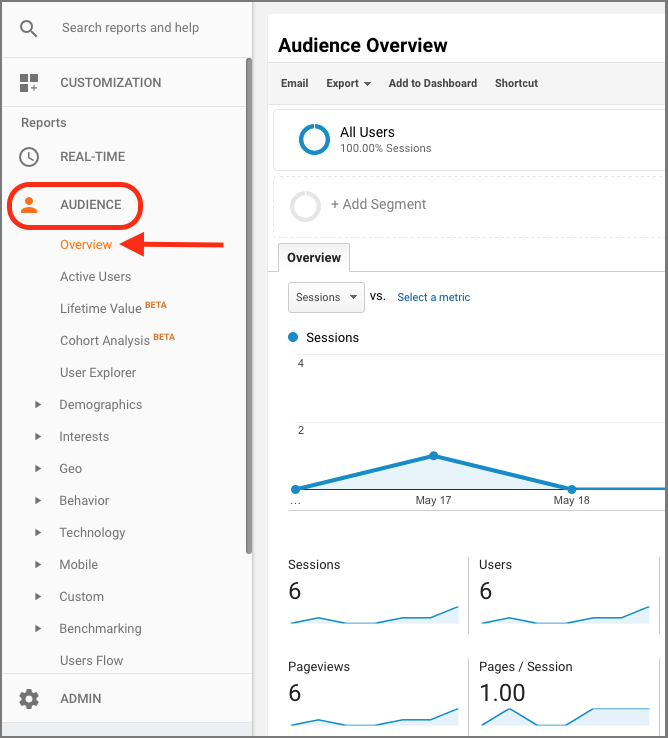 Search reports and help
CUSTOMIZATION
Reports
REAL-TIME
AUDIENCE
Overview
Active Users
Lifetime Value BETA
Cohort Analysis BETA
User Explorer
Demographics
Interests
Geo
Behavior
Technology
Mobile
Custom
Benchmarking
Users Flow
ADMIN
Audience Overview
Email Export Add to Dashboard Shortcut
All Users
100.00% Sessions
+ Add Segment
Overview
Sessions vs. Select a metric
Sessions
4
2
... May 17 May 18
Sessions Users
6 6
Pageviews Pages / Session
6 1.00